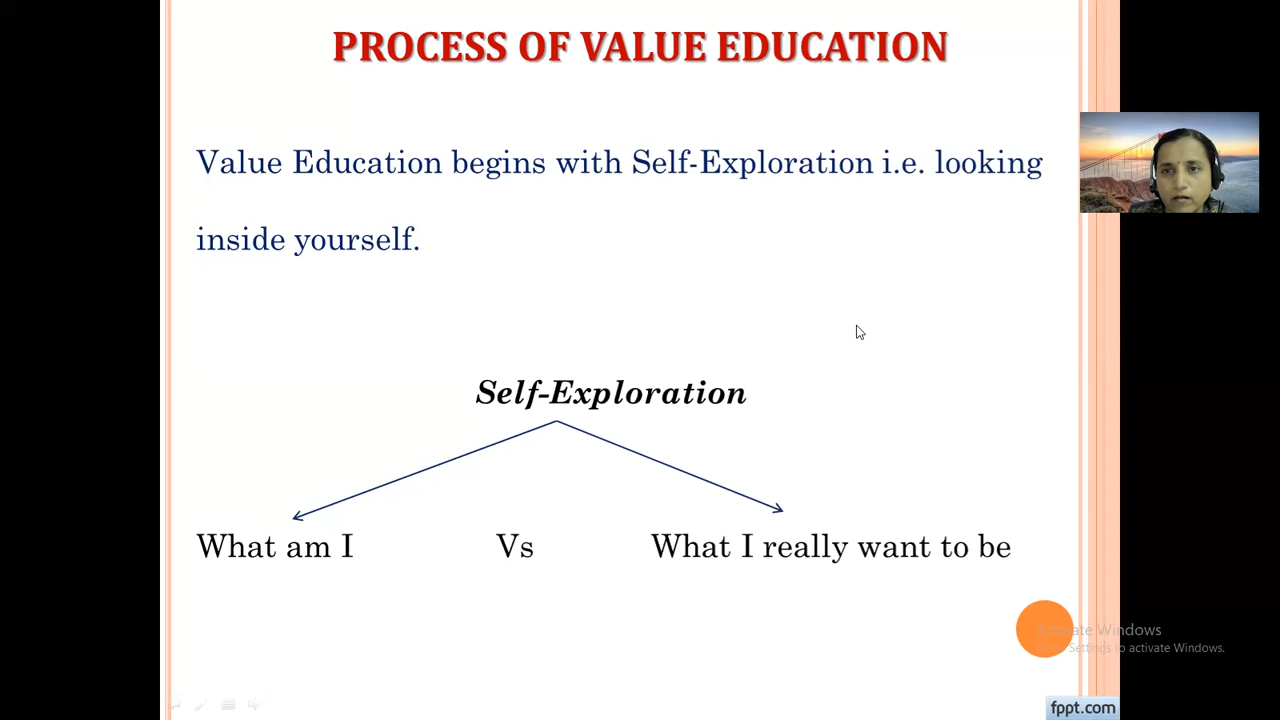 PROCESS OF VALUE EDUCATION
Value Education begins with Self-Exploration i.e. looking
inside yourself.
Self-Exploration
What am I Vs What I really want to be
Activate Windows
Settings to activate Windows.
fppt.com